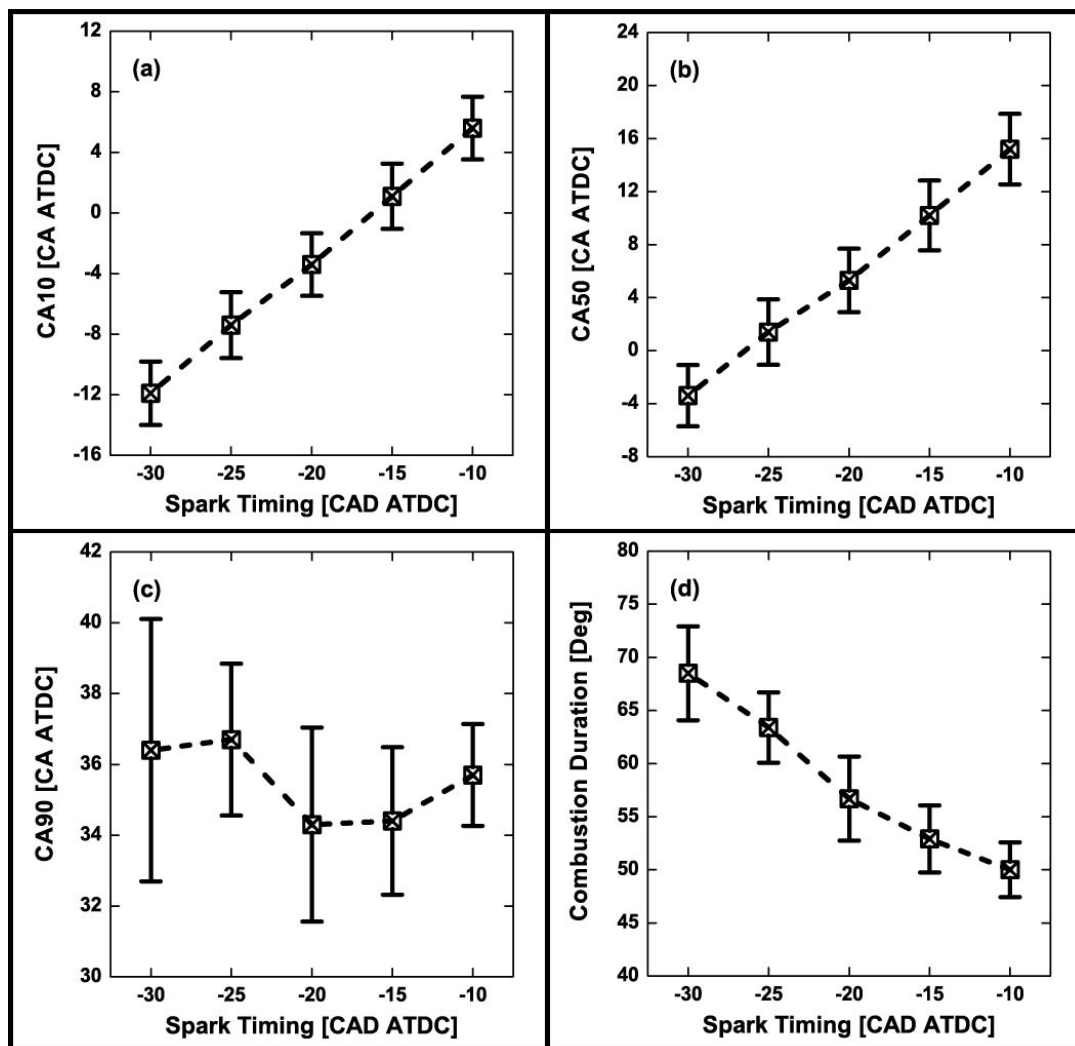 (a)
CA10 [CA ATDC]
12
8
4
0
-4
-8
-12
-16
-30 -25 -20 -15 -10
Spark Timing [CAD ATDC]
(b)
CA50 [CA ATDC]
24
20
16
12
8
4
0
-4
-8
-30 -25 -20 -15 -10
Spark Timing [CAD ATDC]
(c)
CA90 [CA ATDC]
42
40
38
36
34
32
30
-30 -25 -20 -15 -10
Spark Timing [CAD ATDC]
(d)
Combustion Duration [Deg]
80
75
70
65
60
55
50
45
40
-30 -25 -20 -15 -10
Spark Timing [CAD ATDC]